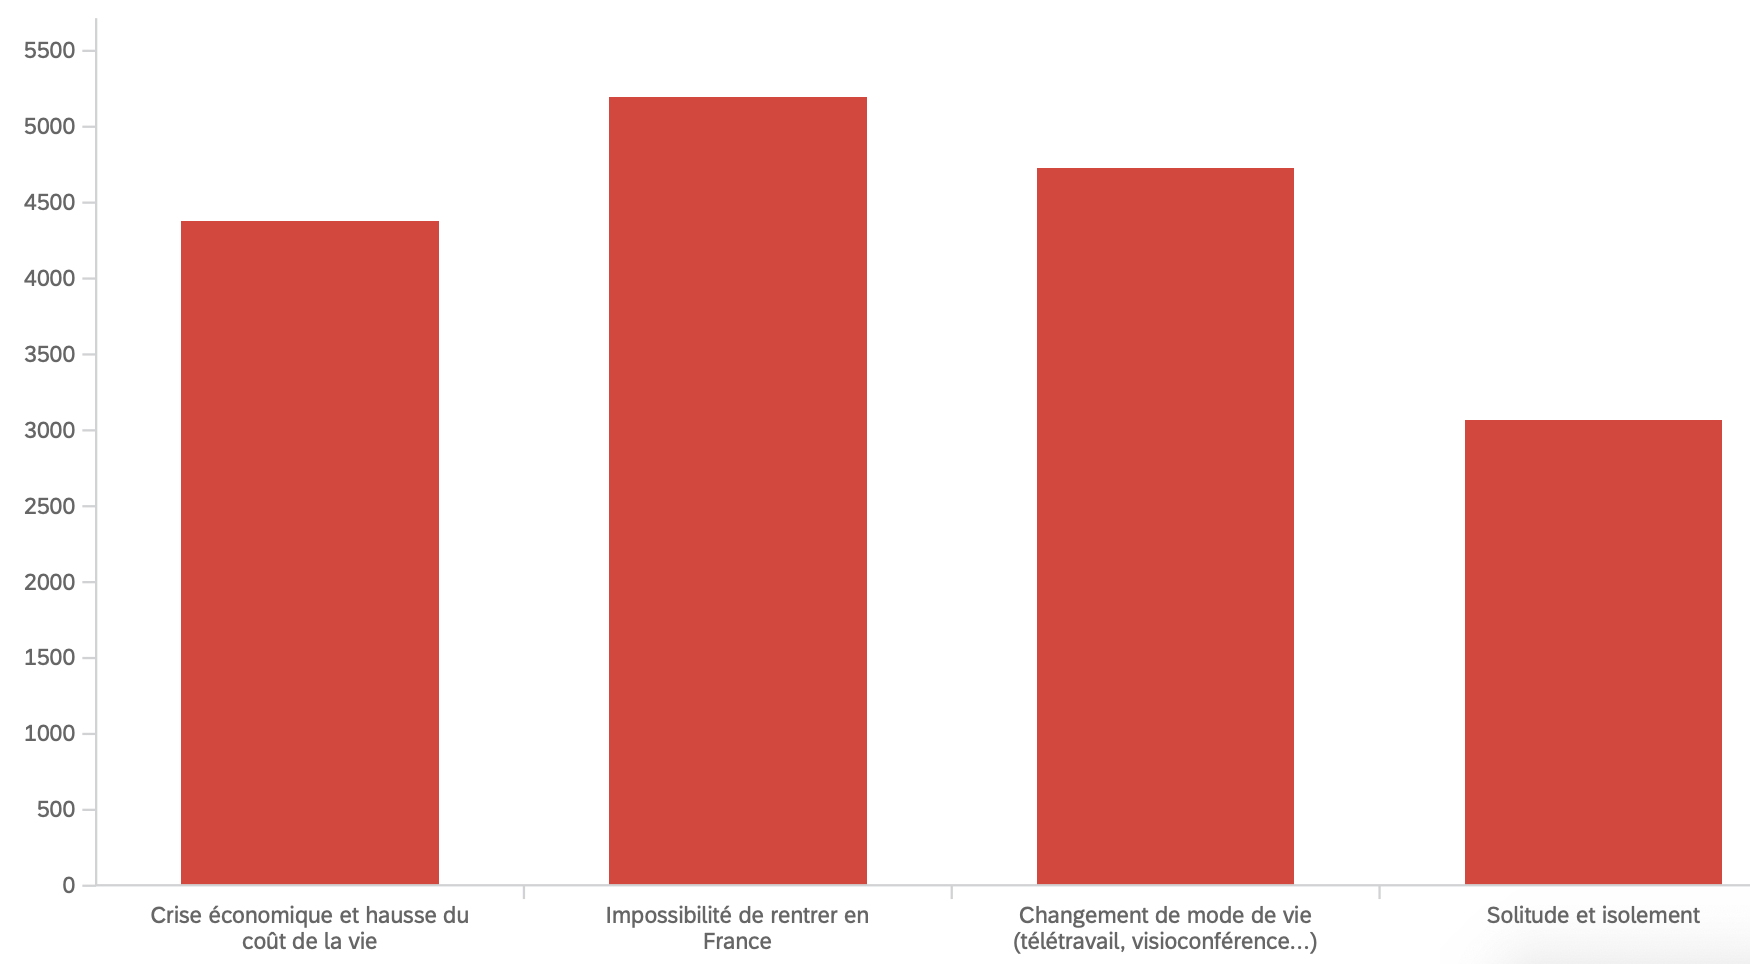 5500
5000
4500
4000
3500
3000
2500
2000
1500
1000
500
0
Crise économique et hausse du
coût de la vie
Impossibilité de rentrer en
France
Changement de mode de vie
(télétravail, visioconférence...)
Solitude et isolement